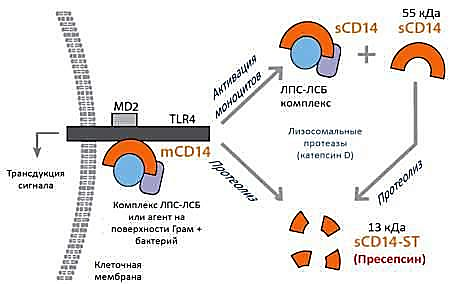 55 кДа
sCD14 + sCD14
ЛПС-ЛСБ
комплекс
Активация
моноцитов
MD2
TLR4
mCD14
Трансдукция
сигнала
Комплекс ЛПС-ЛСБ
или агент на
поверхности Грам +
бактерий
Клеточная
мембрана
Протеолиз
Лизосомальные
протеазы
(катепсин D)
Протеолиз
13 кДа
sCD14-ST
(Пресепсин)